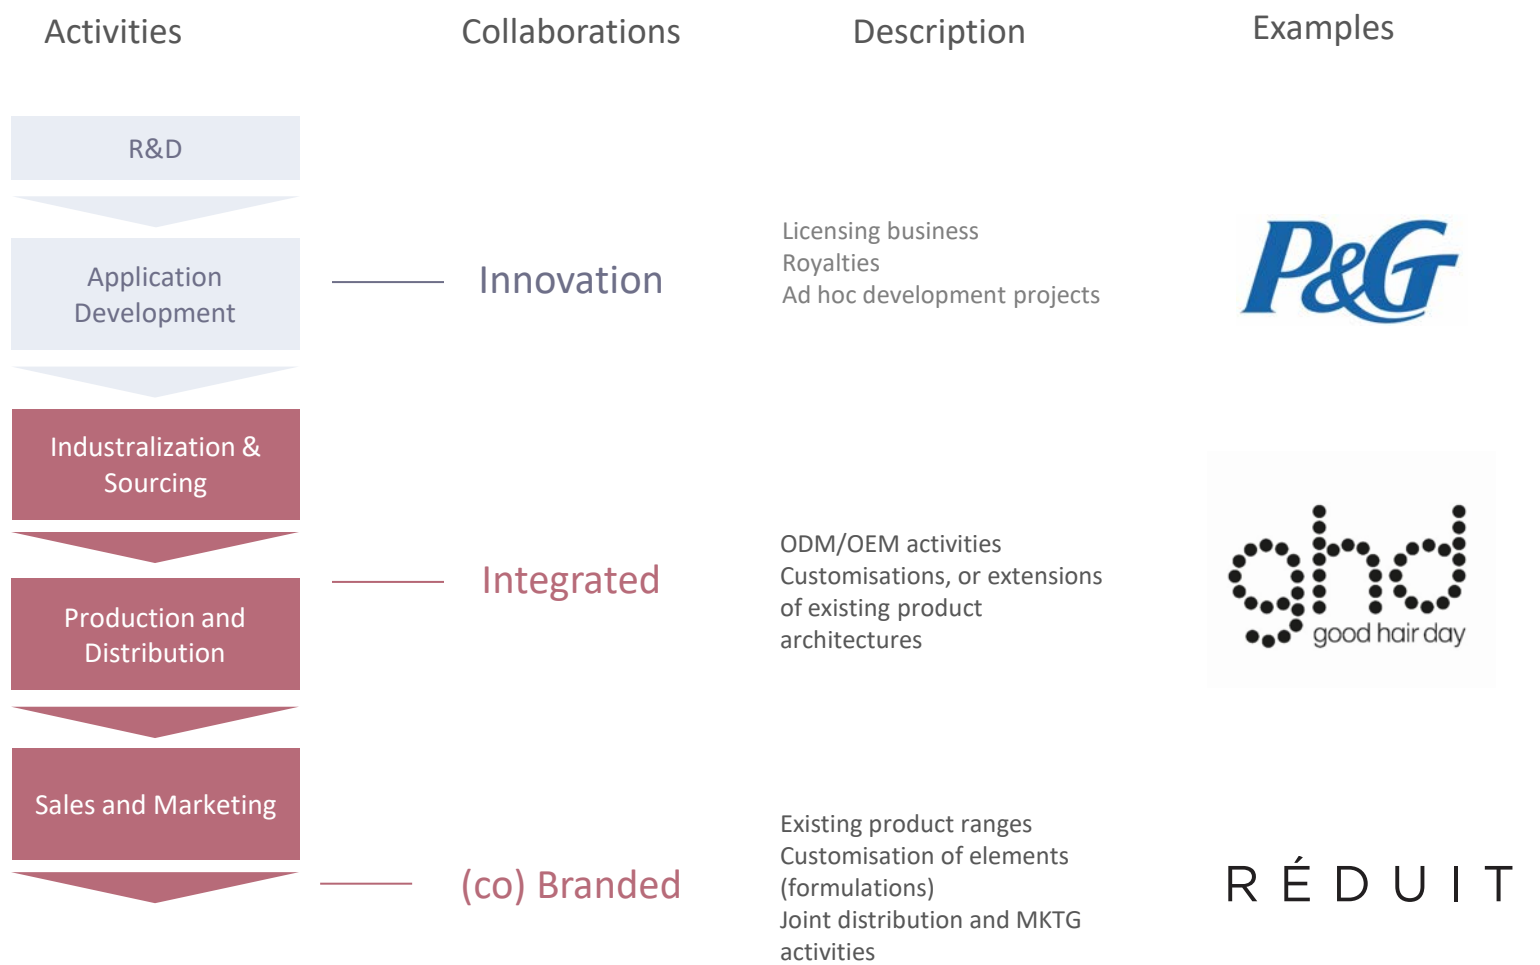 Activities
Collaborations
Description
Examples
R&D
Application
Development
Innovation
Licensing business
Royalties
Ad hoc development projects
P&G
Industralization &
Sourcing
Production and
Distribution
Integrated
ODM/OEM activities
Customisations, or extensions
of existing product
architectures
ghd
good hair day
Sales and Marketing
(co) Branded
Existing product ranges
Customisation of elements
(formulations)
Joint distribution and MKTG
activities
RÉDUIT